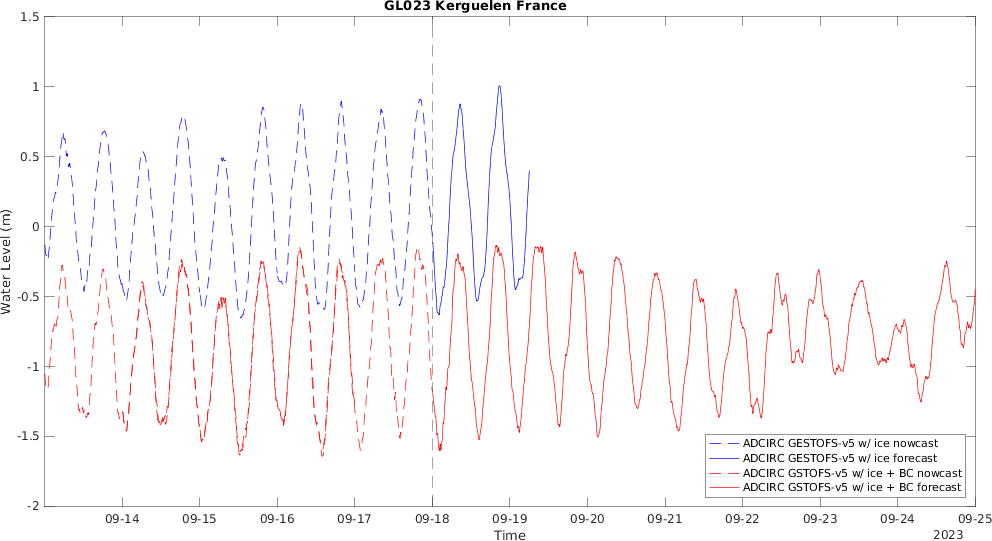 GL023 Kerguelen France
1.5
1
0.5
0
-0.5
-1
-1.5
-2
Water Level (m)
09-14 09-15 09-16 09-17 09-18 09-19 09-20 09-21 09-22 09-23 09-24 09-25
Time
2023
ADCIRC GESTOFS-v5 w/ ice nowcast
ADCIRC GESTOFS-v5 w/ ice forecast
ADCIRC GSTOFS-v5 w/ ice + BC nowcast
ADCIRC GSTOFS-v5 w/ ice + BC forecast